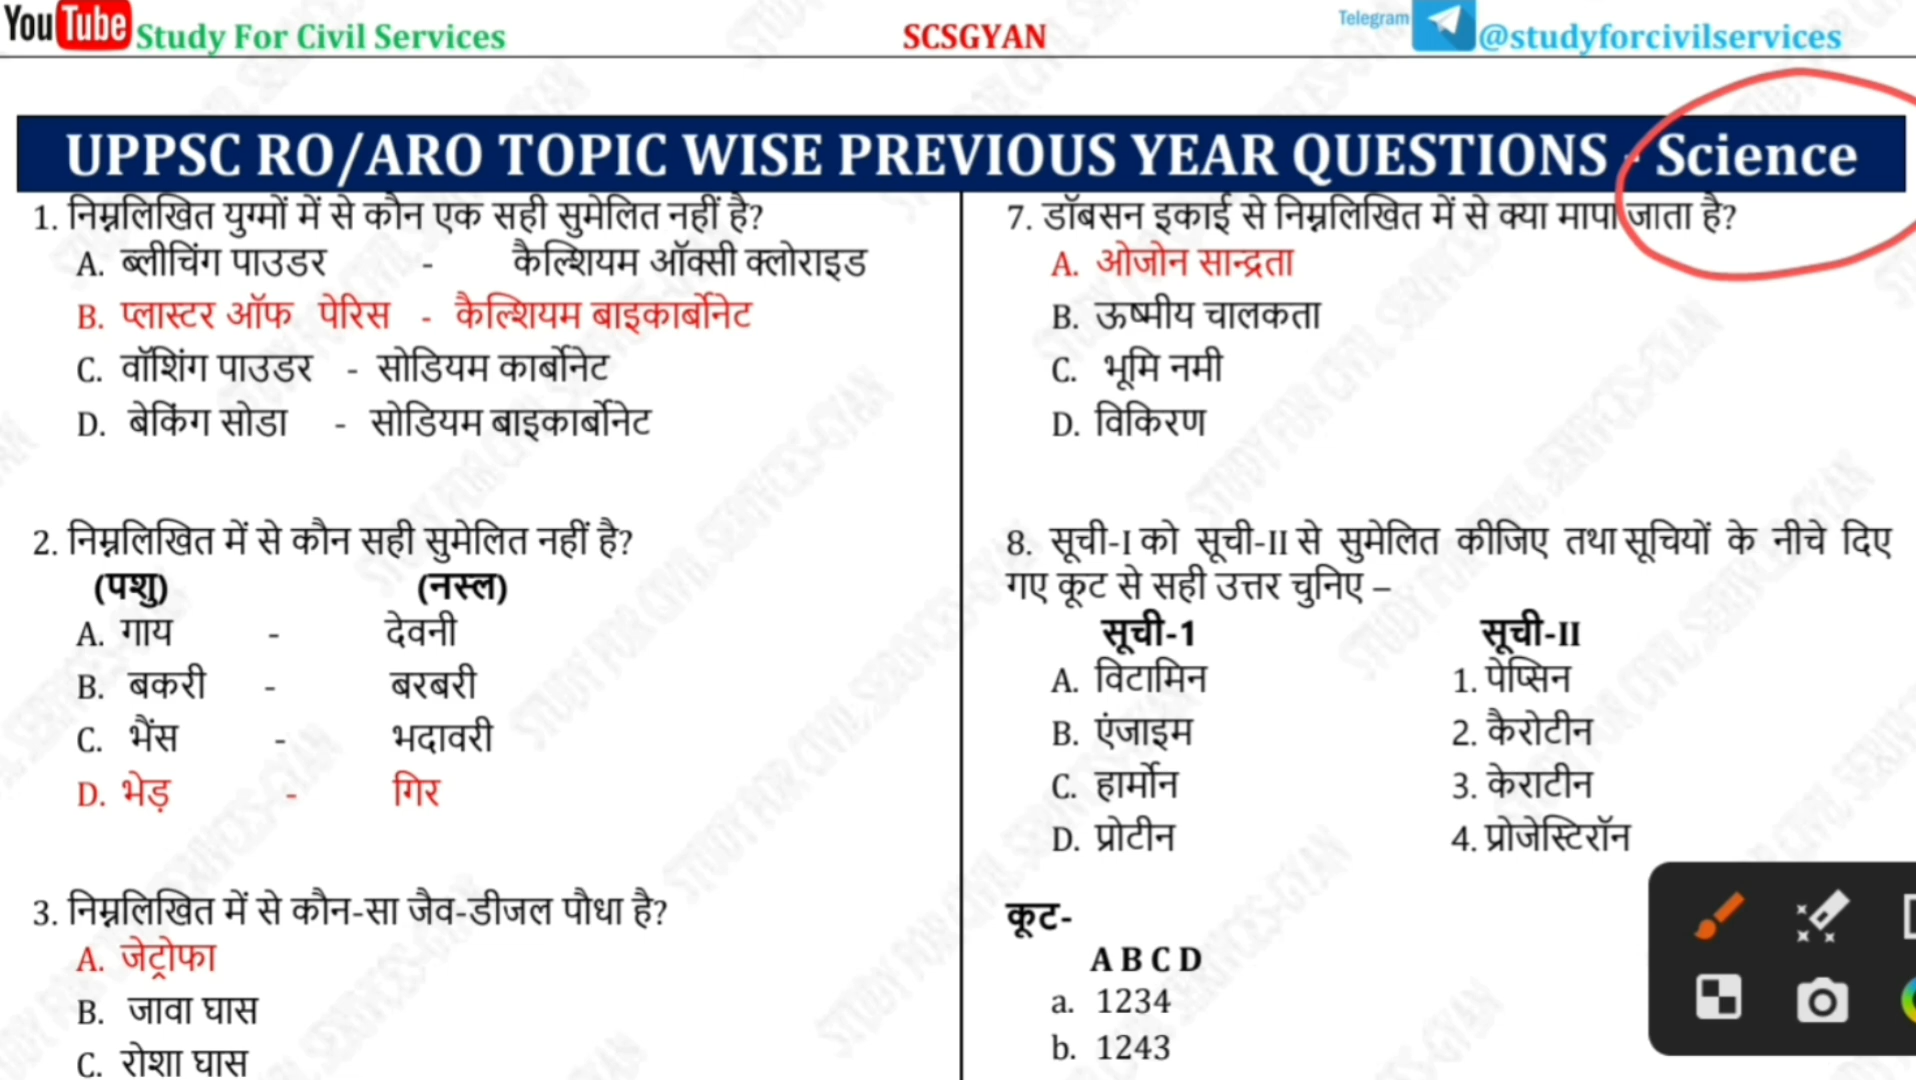 YouTube Study For Civil Services SCSGYAN Telegram @studyforcivilservices
UPPSC RO/ARO TOPIC WISE PREVIOUS YEAR QUESTIONS - Science
1. निम्नलिखित युग्मों में से कौन एक सही सुमेलित नहीं है?
A. ब्लीचिंग पाउडर - कैल्शियम ऑक्सी क्लोराइड
B. प्लास्टर ऑफ पेरिस - कैल्शियम बाइकार्बोनेट
C. वॉशिंग पाउडर - सोडियम कार्बोनेट
D. बेकिंग सोडा - सोडियम बाइकार्बोनेट
2. निम्नलिखित में से कौन सही सुमेलित नहीं है?
(पशु) (नस्ल)
A. गाय - देवनी
B. बकरी - बरबरी
C. भैंस - भदावरी
D. भेड़ - गिर
3. निम्नलिखित में से कौन-सा जैव-डीजल पौधा है?
A. जेट्रोफा
B. जावा घास
C. रोशा घास
7. डॉबसन इकाई से निम्नलिखित में से क्या मापा जाता है?
A. ओजोन सान्द्रता
B. ऊष्मीय चालकता
C. भूमि नमी
D. विकिरण
8. सूची-I को सूची-II से सुमेलित कीजिए तथा सूचियों के नीचे दिए
गए कूट से सही उत्तर चुनिए –
सूची-1 सूची-II
A. विटामिन 1. पेप्सिन
B. एंजाइम 2. कैरोटीन
C. हार्मोन 3. केराटीन
D. प्रोटीन 4. प्रोजेस्टिरॉन
कूट-
A B C D
a. 1234
b. 1243